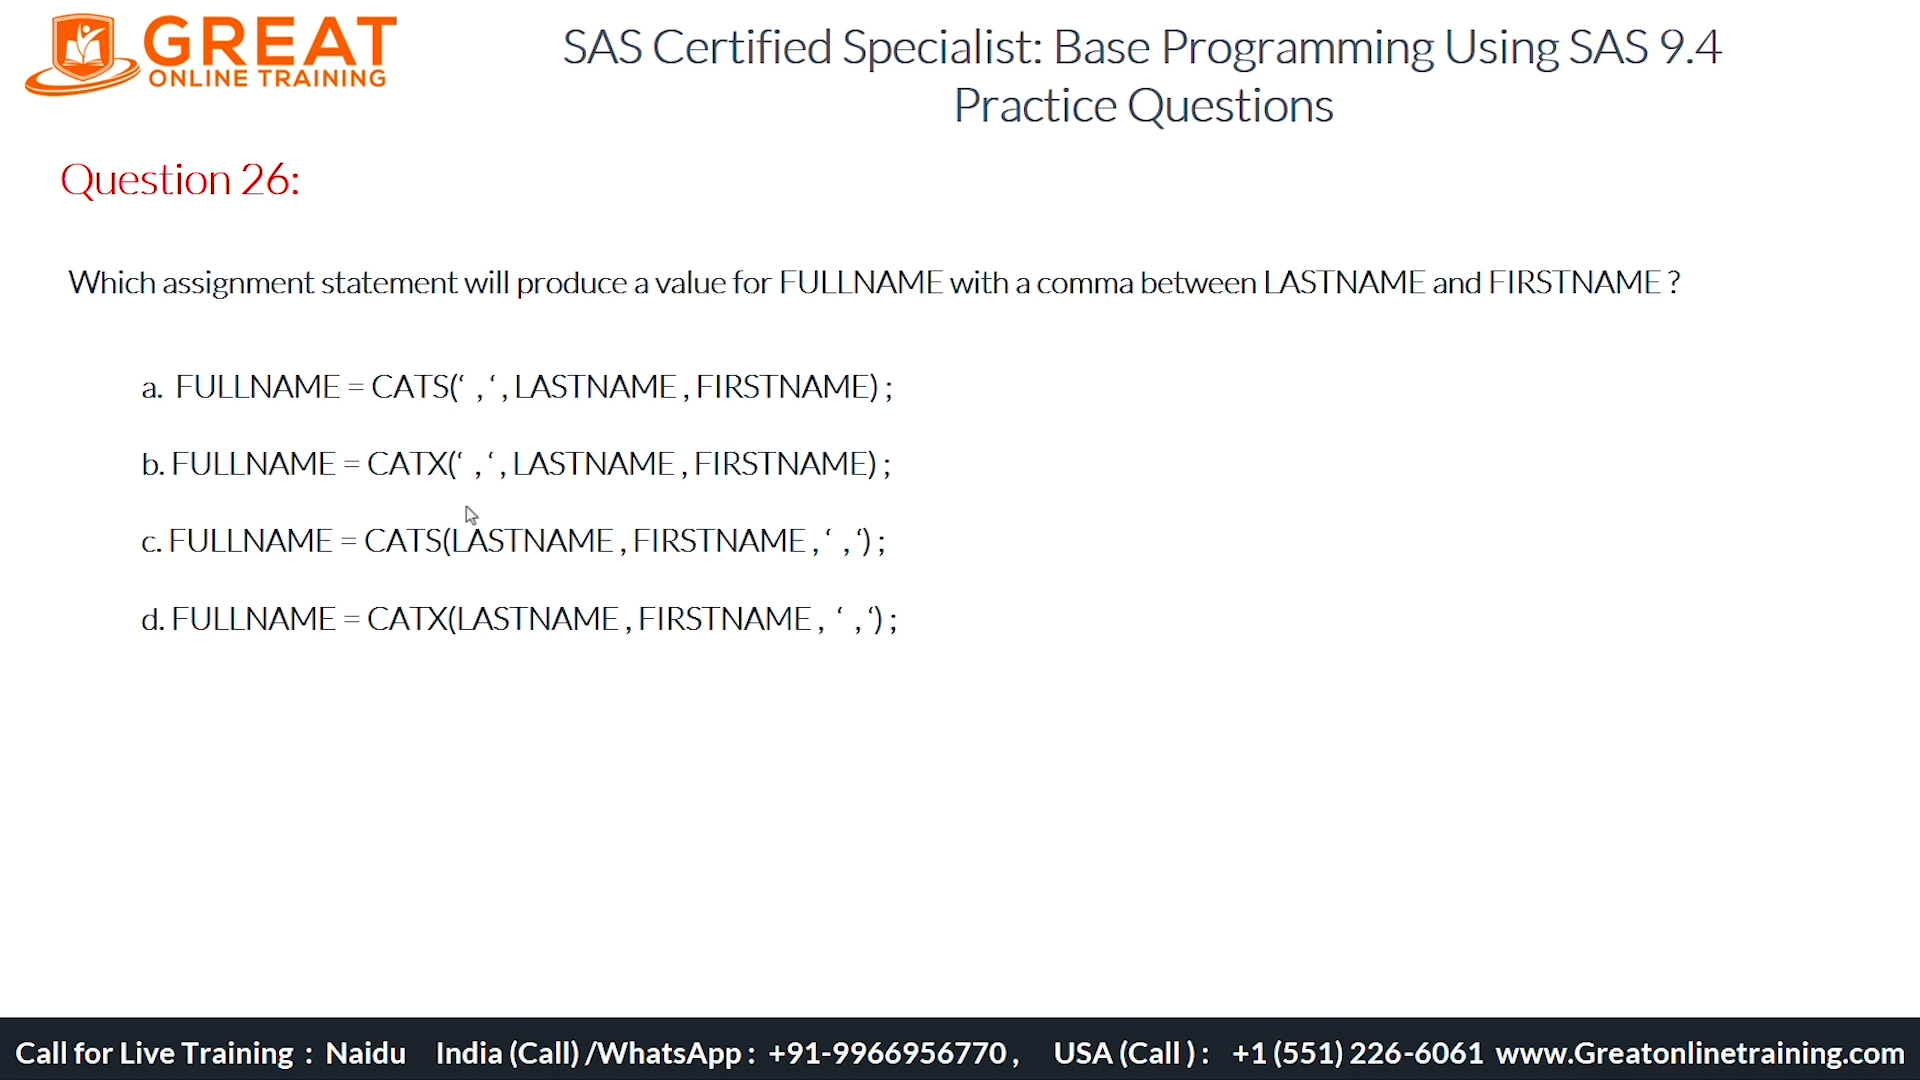 GREAT
ONLINE TRAINING
SAS Certified Specialist: Base Programming Using SAS 9.4
Practice Questions
Question 26:
Which assignment statement will produce a value for FULLNAME with a comma between LASTNAME and FIRSTNAME ?
a. FULLNAME = CATS(‘ ,‘ , LASTNAME , FIRSTNAME) ;
b. FULLNAME = CATX(‘ ,‘ , LASTNAME , FIRSTNAME) ;
c. FULLNAME = CATS(LASTNAME , FIRSTNAME , ‘ ,‘) ;
d. FULLNAME = CATX(LASTNAME , FIRSTNAME , ‘ ,‘) ;
Call for Live Training : Naidu India (Call) /WhatsApp : +91-9966956770 , USA (Call ) : +1 (551) 226-6061 www.Greatonlinetraining.com